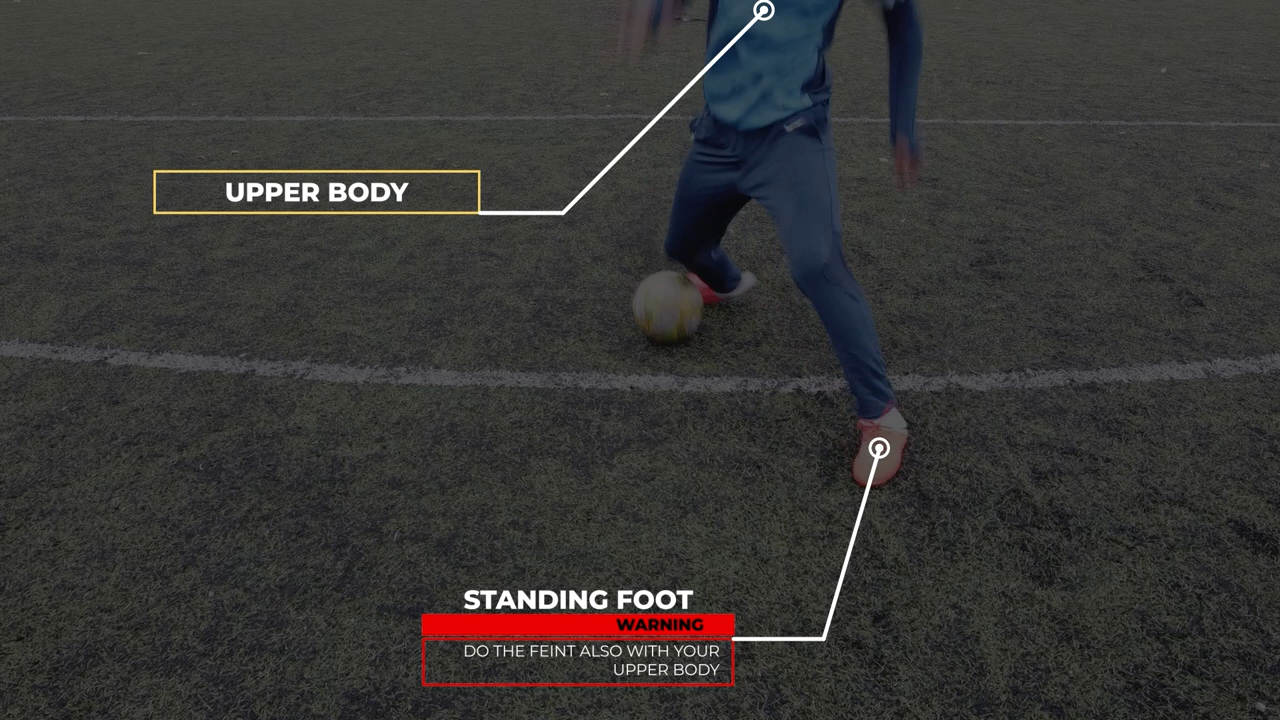 UPPER BODY
STANDING FOOT
WARNING
DO THE FEINT ALSO WITH YOUR
UPPER BODY